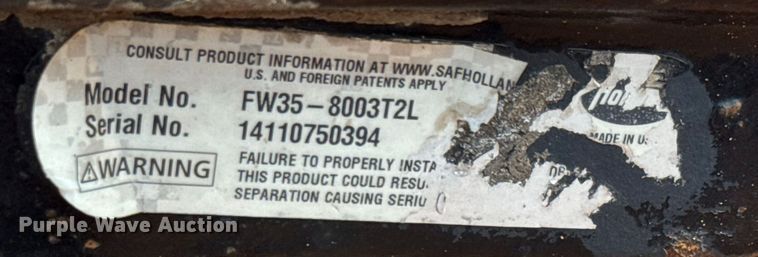 CONSULT PRODUCT INFORMATION AT WWW.SAFHOLLAN
U.S. AND FOREIGN PATENTS APPLY
Model No. FW35-8003T2L
Serial No. 14110750394
MADE IN U
WARNING
FAILURE TO PROPERLY INSTA
THIS PRODUCT COULD RESU
SEPARATION CAUSING SERIU
Purple Wave Auction